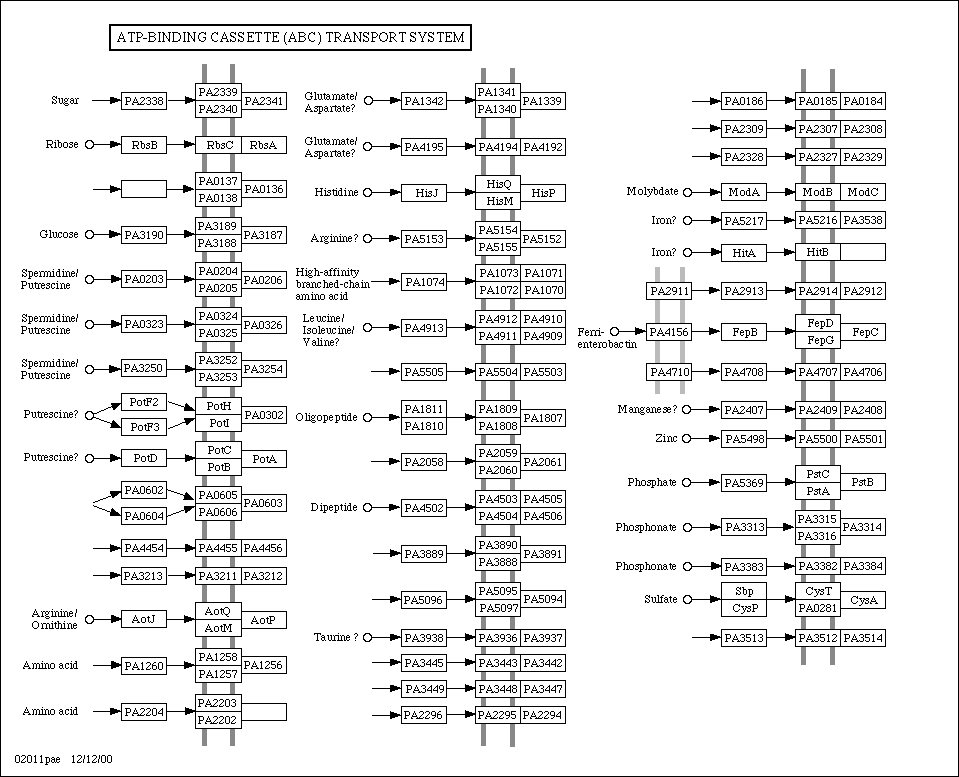 ATP-BINDING CASSETTE (ABC) TRANSPORT SYSTEM
Sugar PA2338 PA2339 PA2341
PA2340
Ribose RbsB RbsC RbsA
PA0137 PA0136
PA0138
Glucose PA3190 PA3189 PA3187
PA3188
Spermidine/ PA0203 PA0204 PA0206
Putrescine PA0205
Spermidine/ PA0323 PA0324 PA0326
Putrescine PA0325
Spermidine/ PA3250 PA3252 PA3254
Putrescine PA3253
Putrescine? PotF2 PotH PA0302
PotF3 PotI
Putrescine? PotD PotC PotA
PotB
PA0602 PA0605 PA0603
PA0604 PA0606
PA4454 PA4455 PA4456
PA3213 PA3211 PA3212
Arginine/ AotJ AotQ AotP
Ornithine AotM
Amino acid PA1260 PA1258 PA1256
PA1257
Amino acid PA2204 PA2203
PA2202
Glutamate/ PA1342 PA1341 PA1339
Aspartate? PA1340
Glutamate/ PA4195 PA4194 PA4192
Aspartate?
Histidine HisJ HisQ HisP
HisM
Arginine? PA5153 PA5154 PA5152
PA5155
High-affinity PA1073 PA1071
branched-chain PA1074
amino acid PA1072 PA1070
Leucine/ PA4912 PA4910
Isoleucine/ PA4913
Valine? PA4911 PA4909
PA5505 PA5504 PA5503
Oligopeptide PA1811 PA1809 PA1807
PA1810 PA1808
PA2058 PA2059 PA2061
PA2060
Dipeptide PA4502 PA4503 PA4505
PA4504 PA4506
PA3889 PA3890 PA3891
PA3888
PA5096 PA5095 PA5094
PA5097
Taurine ? PA3938 PA3936 PA3937
PA3445 PA3443 PA3442
PA3449 PA3448 PA3447
PA2296 PA2295 PA2294
PA0186 PA0185 PA0184
PA2309 PA2307 PA2308
PA2328 PA2327 PA2329
Molybdate ModA ModB ModC
Iron? PA5217 PA5216 PA3538
Iron? HitA HitB
PA2911 PA2913 PA2914 PA2912
Ferri- PA4156 FepB FepD FepC
enterobactin FepG
PA4710 PA4708 PA4707 PA4706
Manganese? PA2407 PA2409 PA2408
Zinc PA5498 PA5500 PA5501
Phosphate PA5369 PstC PstB
PstA
Phosphonate PA3313 PA3315 PA3314
PA3316
Phosphonate PA3383 PA3382 PA3384
Sulfate Sbp CysT CysA
CysP PA0281
PA3513 PA3512 PA3514
02011pae 12/12/00